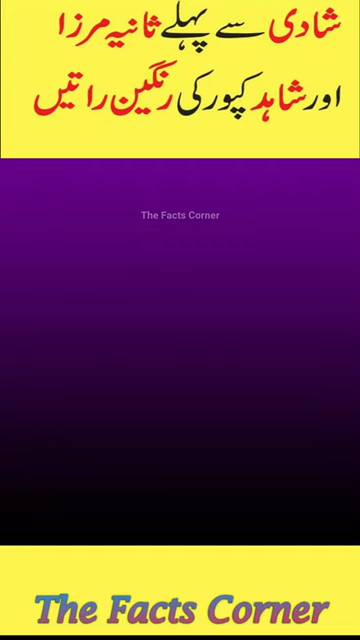 شادی سے پہلے ثانیہ مرزا
اور شاہد کپور کی رنگین راتیں
The Facts Corner
The Facts Corner